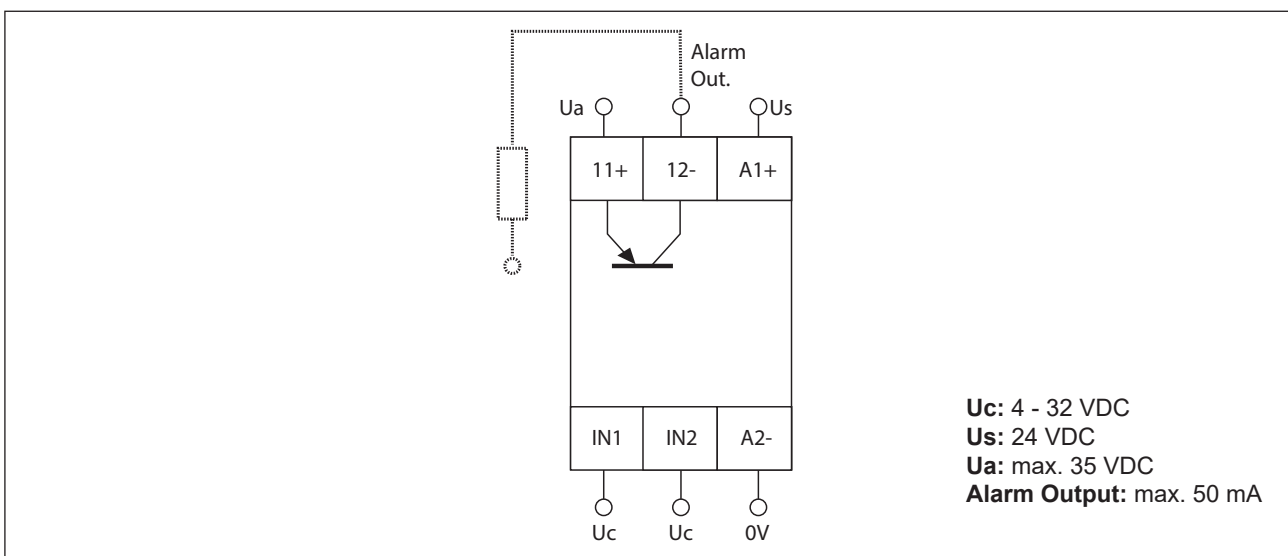 Alarm
Out.
Ua
Us
11+
12-
A1+
IN1
IN2
A2-
Uc
Uc
0V
Uc: 4 - 32 VDC
Us: 24 VDC
Ua: max. 35 VDC
Alarm Output: max. 50 mA